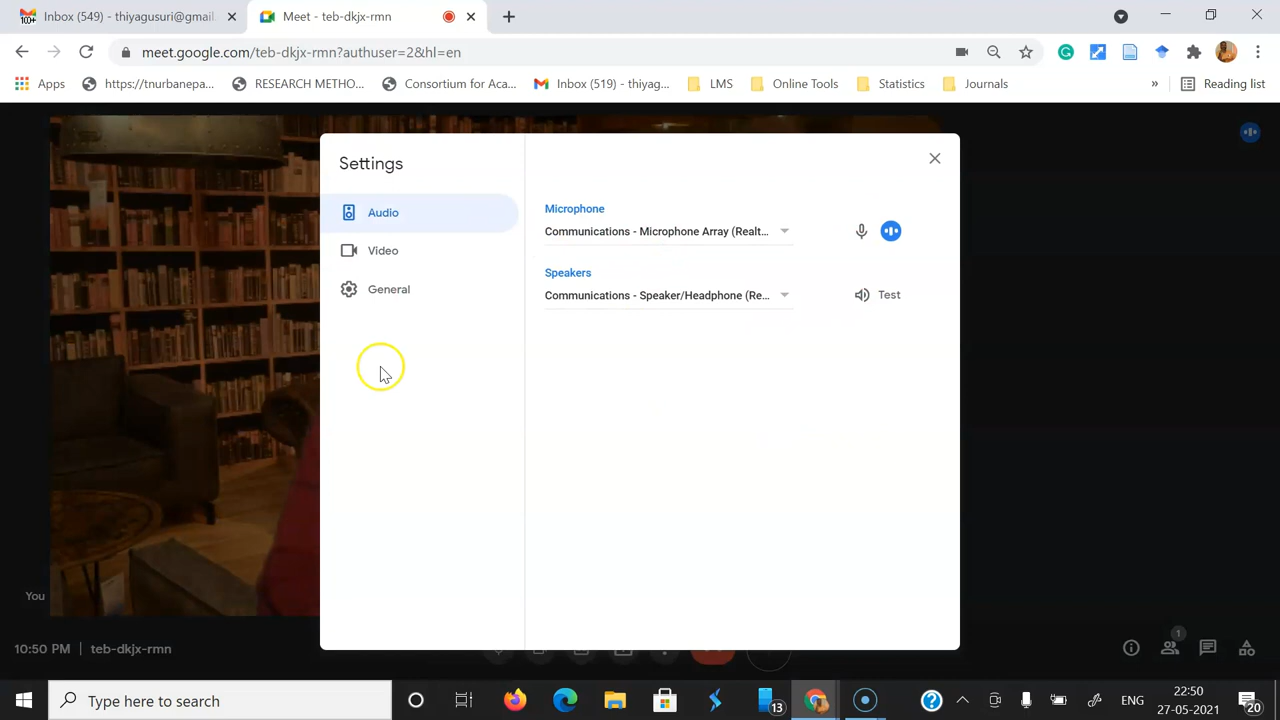 Inbox (549) - thiyagusuri@gmail.
Meet - teb-dkjx-rmn
meet.google.com/teb-dkjx-rmn?authuser=2&hl=en
Apps
https://tnurbanepa...
RESEARCH METHO...
Consortium for Aca...
Inbox (519) - thiyag...
LMS
Online Tools
Statistics
Journals
»
Reading list
Settings
Audio
Video
General
Microphone
Communications - Microphone Array (Realt...
Speakers
Communications - Speaker/Headphone (Re...
Test
You
10:50 PM | teb-dkjx-rmn
1
Type here to search
13
ENG
22:50
27-05-2021
20